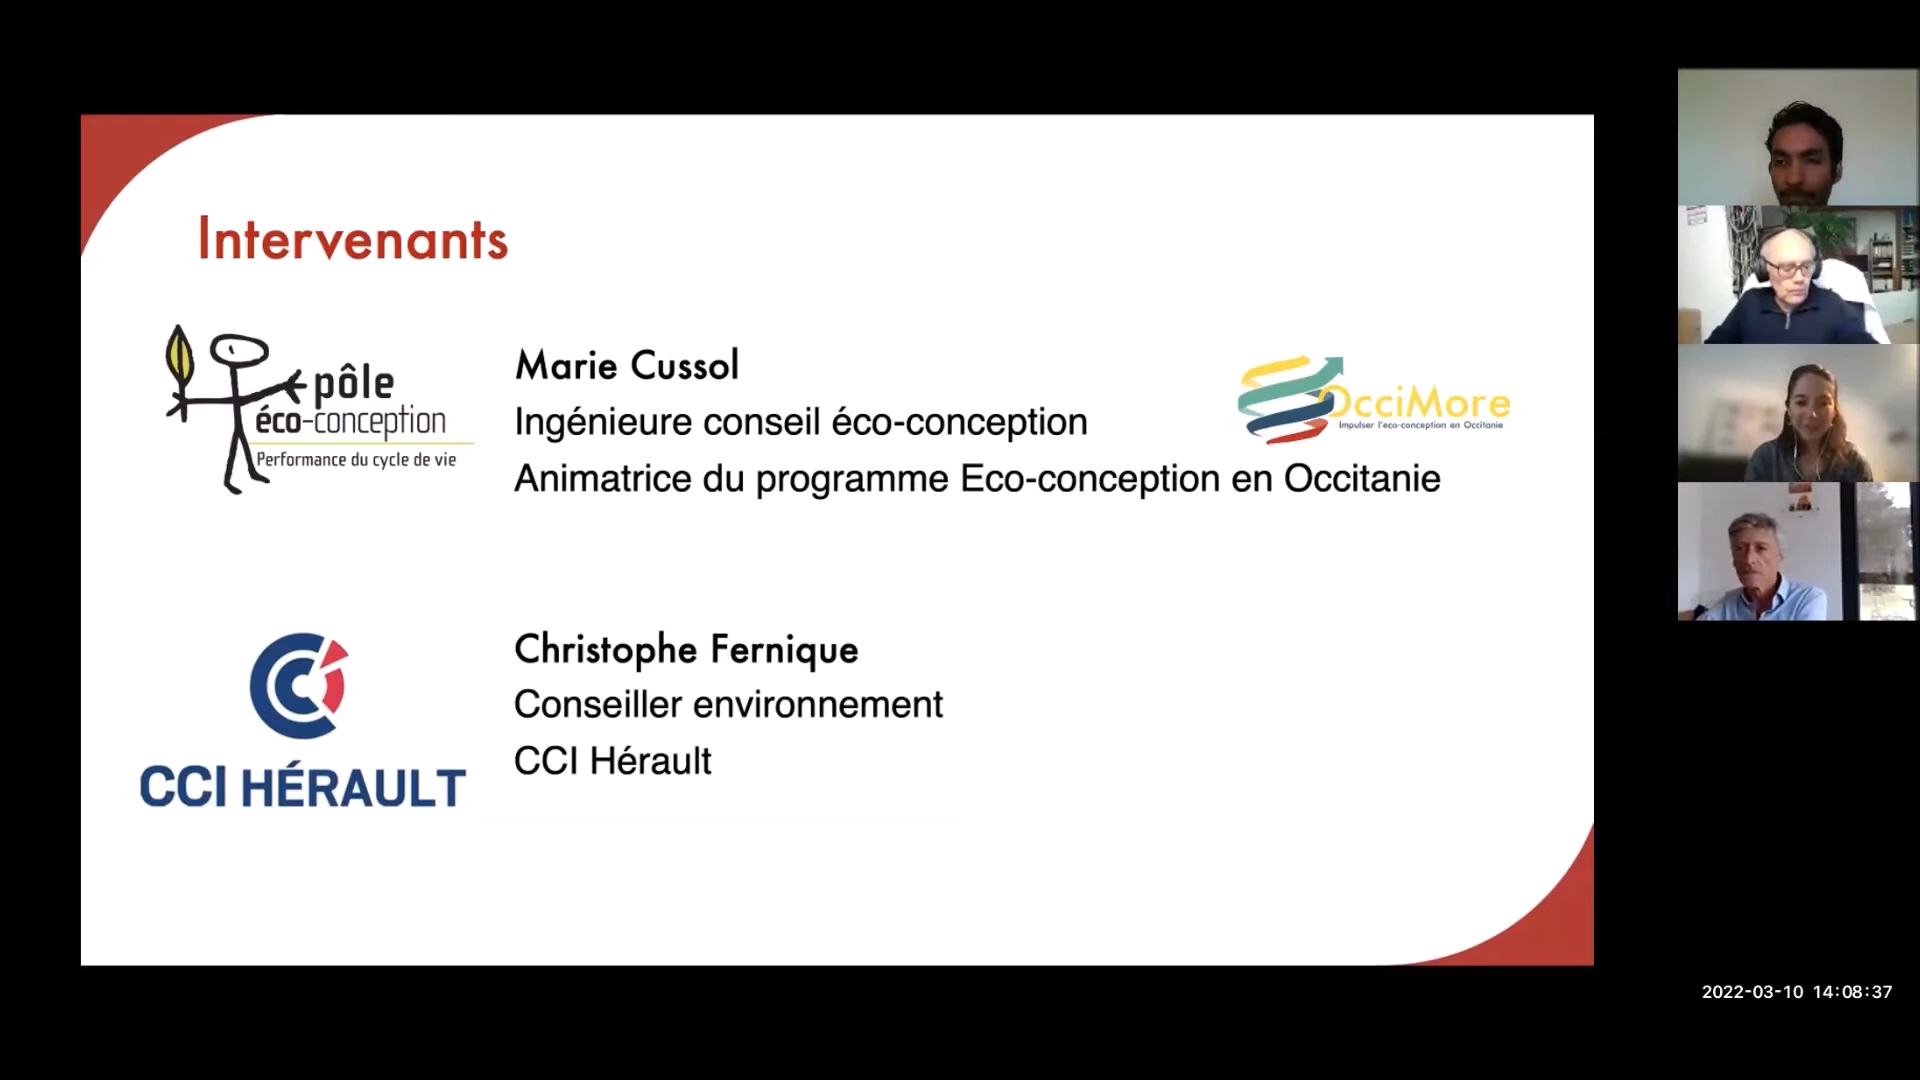 Intervenants
pôle
éco-conception
Performance du cycle de vie
Marie Cussol
Ingénieure conseil éco-conception
Animatrice du programme Eco-conception en Occitanie
OcciMore
Impulser l'eco-conception en Occitanie
CCI HÉRAULT
Christophe Fernique
Conseiller environnement
CCI Hérault
2022-03-10 14:08:37